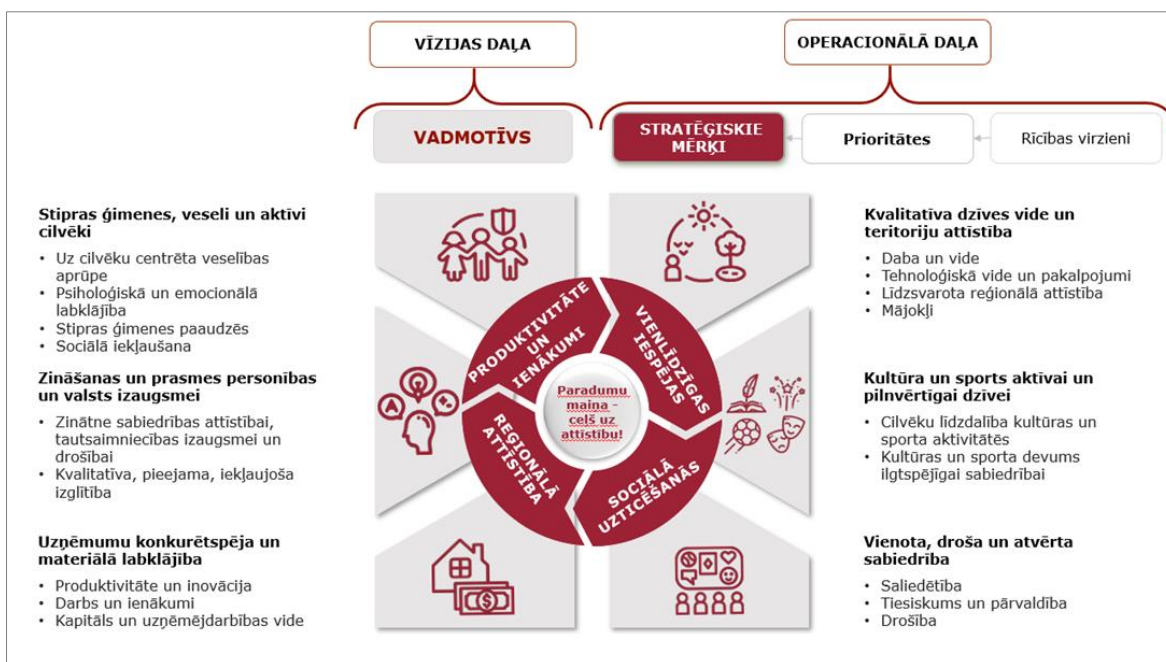 VĪZIJAS DAĻA
OPERACIONĀLĀ DAĻA
VADMOTĪVS
STRATĒĢISKIE
MĒRĶI
Prioritātes
Rīcības virzieni
Stipras ģimenes, veseli un aktīvi
cilvēki
• Uz cilvēku centrēta veselības
aprūpe
• Psiholoģiskā un emocionālā
labklājība
• Stipras ģimenes paaudzēs
• Sociālā iekļaušana
Zināšanas un prasmes personības
un valsts izaugsmei
• Zinātne sabiedrības attīstībai,
tautsaimniecības izaugsmei un
drošībai
• Kvalitatīva, pieejama, iekļaujoša
izglītība
Uzņēmumu konkurētspēja un
materiālā labklājība
• Produktivitāte un inovācija
• Darbs un ienākumi
• Kapitāls un uzņēmējdarbības vide
PRODUKTIVITĀTE
UN
IENĀKUMI
VIENLĪDZĪGAS
IESPĒJAS
Paradumu
maiņa -
ceļš uz
attīstību!
REĢIONĀLĀ
ATTĪSTĪBA
SOCIĀLĀ
UZTICĒŠANĀS
A
Kvalitatīva dzīves vide un
teritoriju attīstība
• Daba un vide
• Tehnoloģiskā vide un pakalpojumi
• Līdzsvarota reģionālā attīstība
• Mājokļi
Kultūra un sports aktīvai un
pilnvērtīgai dzīvei
• Cilvēku līdzdalība kultūras un
sporta aktivitātēs
• Kultūras un sporta devums
ilgtspējīgai sabiedrībai
Vienota, droša un atvērta
sabiedrība
• Saliedētība
• Tiesiskums un pārvaldība
• Drošība